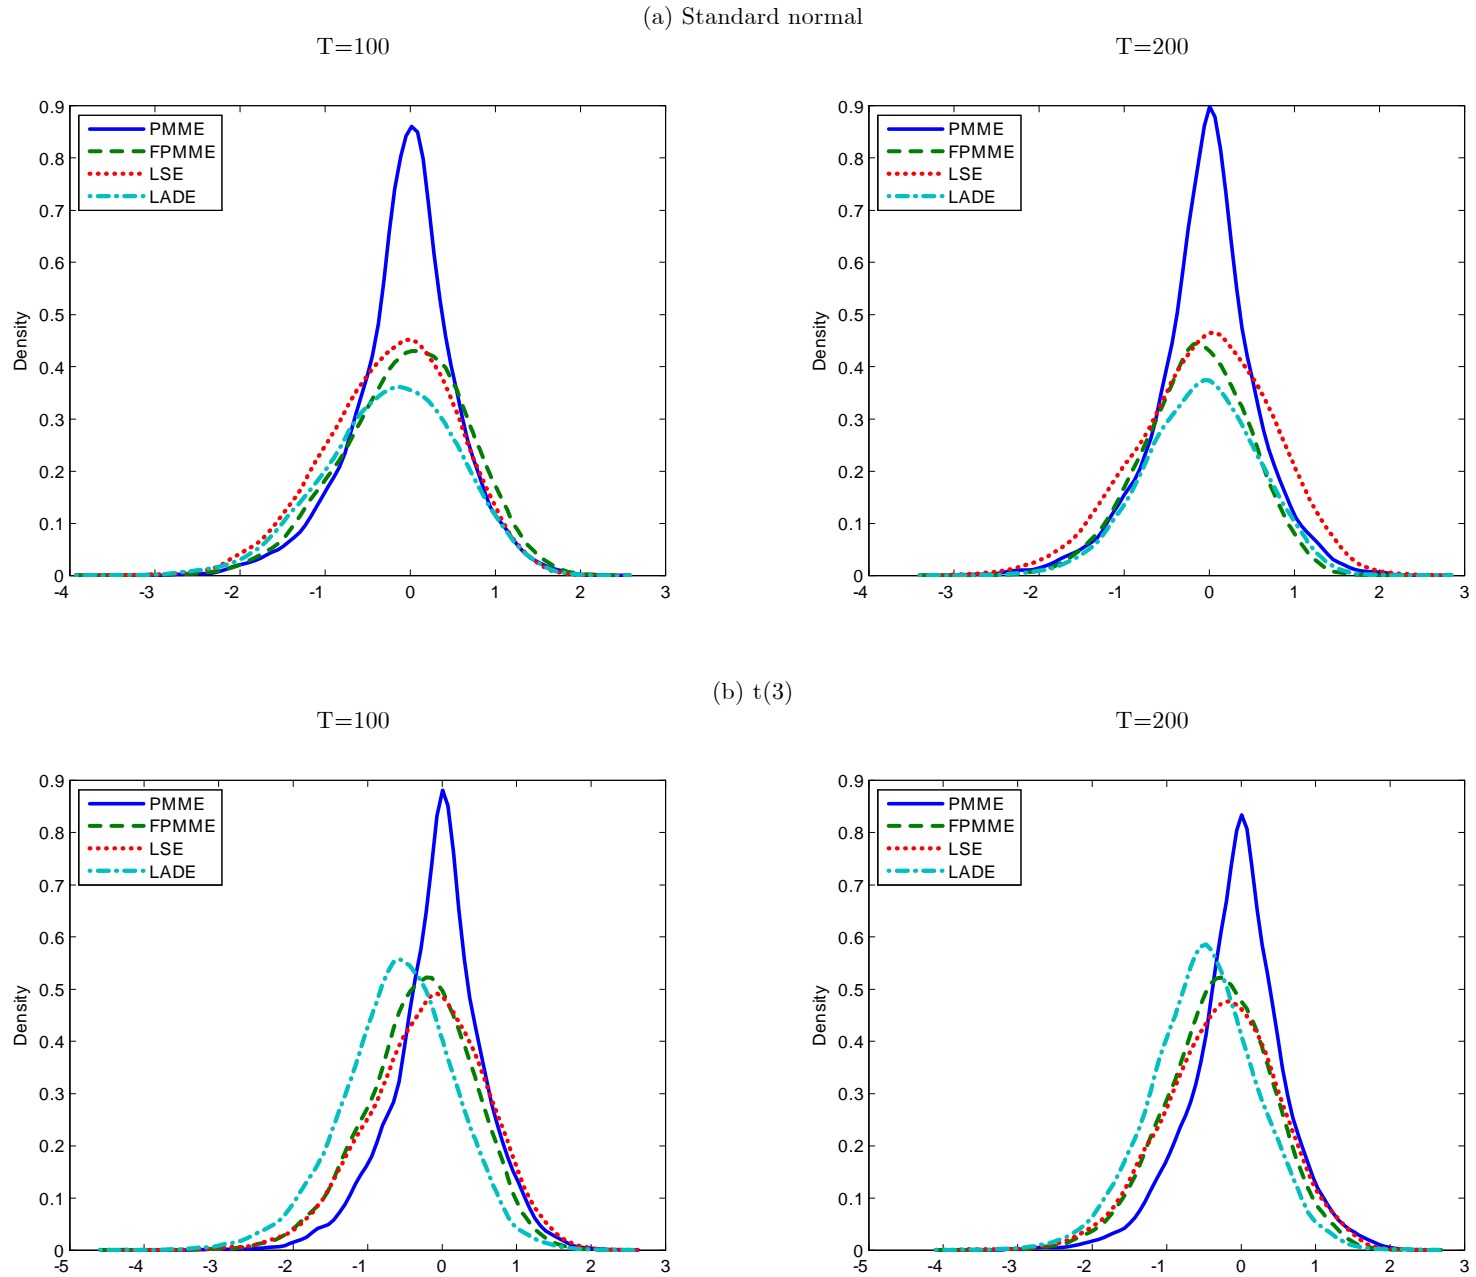 (a) Standard normal
T=100
T=200
0.9
0.8
0.7
0.6
0.5
0.4
0.3
0.2
0.1
0
Density
-4 -3 -2 -1 0 1 2 3
PMME
FPMME
LSE
LADE
0.9
0.8
0.7
0.6
0.5
0.4
0.3
0.2
0.1
0
Density
-4 -3 -2 -1 0 1 2 3
PMME
FPMME
LSE
LADE
(b) t(3)
T=100
T=200
0.9
0.8
0.7
0.6
0.5
0.4
0.3
0.2
0.1
0
Density
-5 -4 -3 -2 -1 0 1 2 3
PMME
FPMME
LSE
LADE
0.9
0.8
0.7
0.6
0.5
0.4
0.3
0.2
0.1
0
Density
-5 -4 -3 -2 -1 0 1 2 3
PMME
FPMME
LSE
LADE